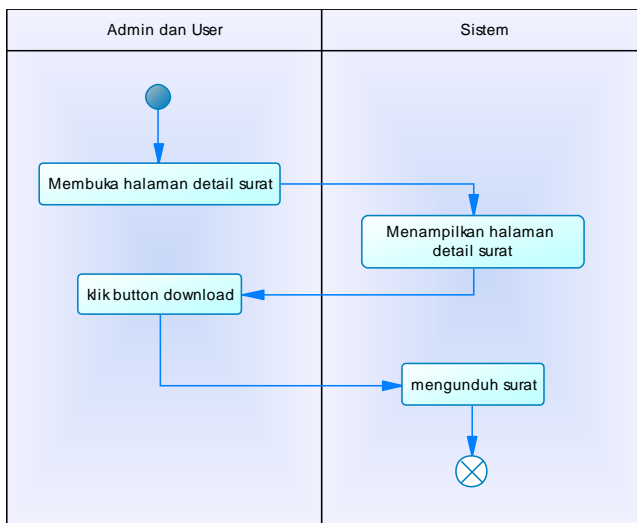 Admin dan User
Sistem
Membuka halaman detail surat
Menampilkan halaman
detail surat
klik button download
mengunduh surat